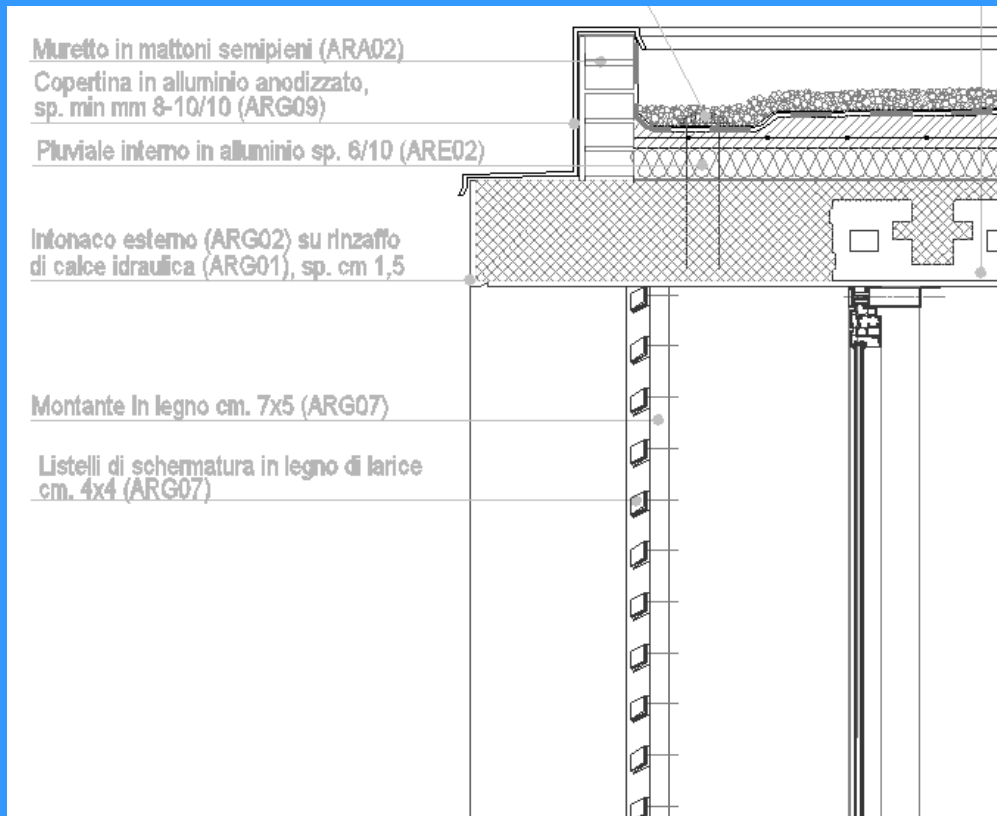 Muretto in mattoni semipieni (ARA02)
Copertina in alluminio anodizzato,
sp. min mm 8-10/10 (ARG09)
Pluviale interno in alluminio sp. 6/10 (ARE02)
Intonaco esterno (ARG02) su rinzaffo
di calce idraulica (ARG01), sp. cm 1,5
Montante in legno cm. 7x5 (ARG07)
Listelli di schermatura in legno di larice
cm. 4x4 (ARG07)